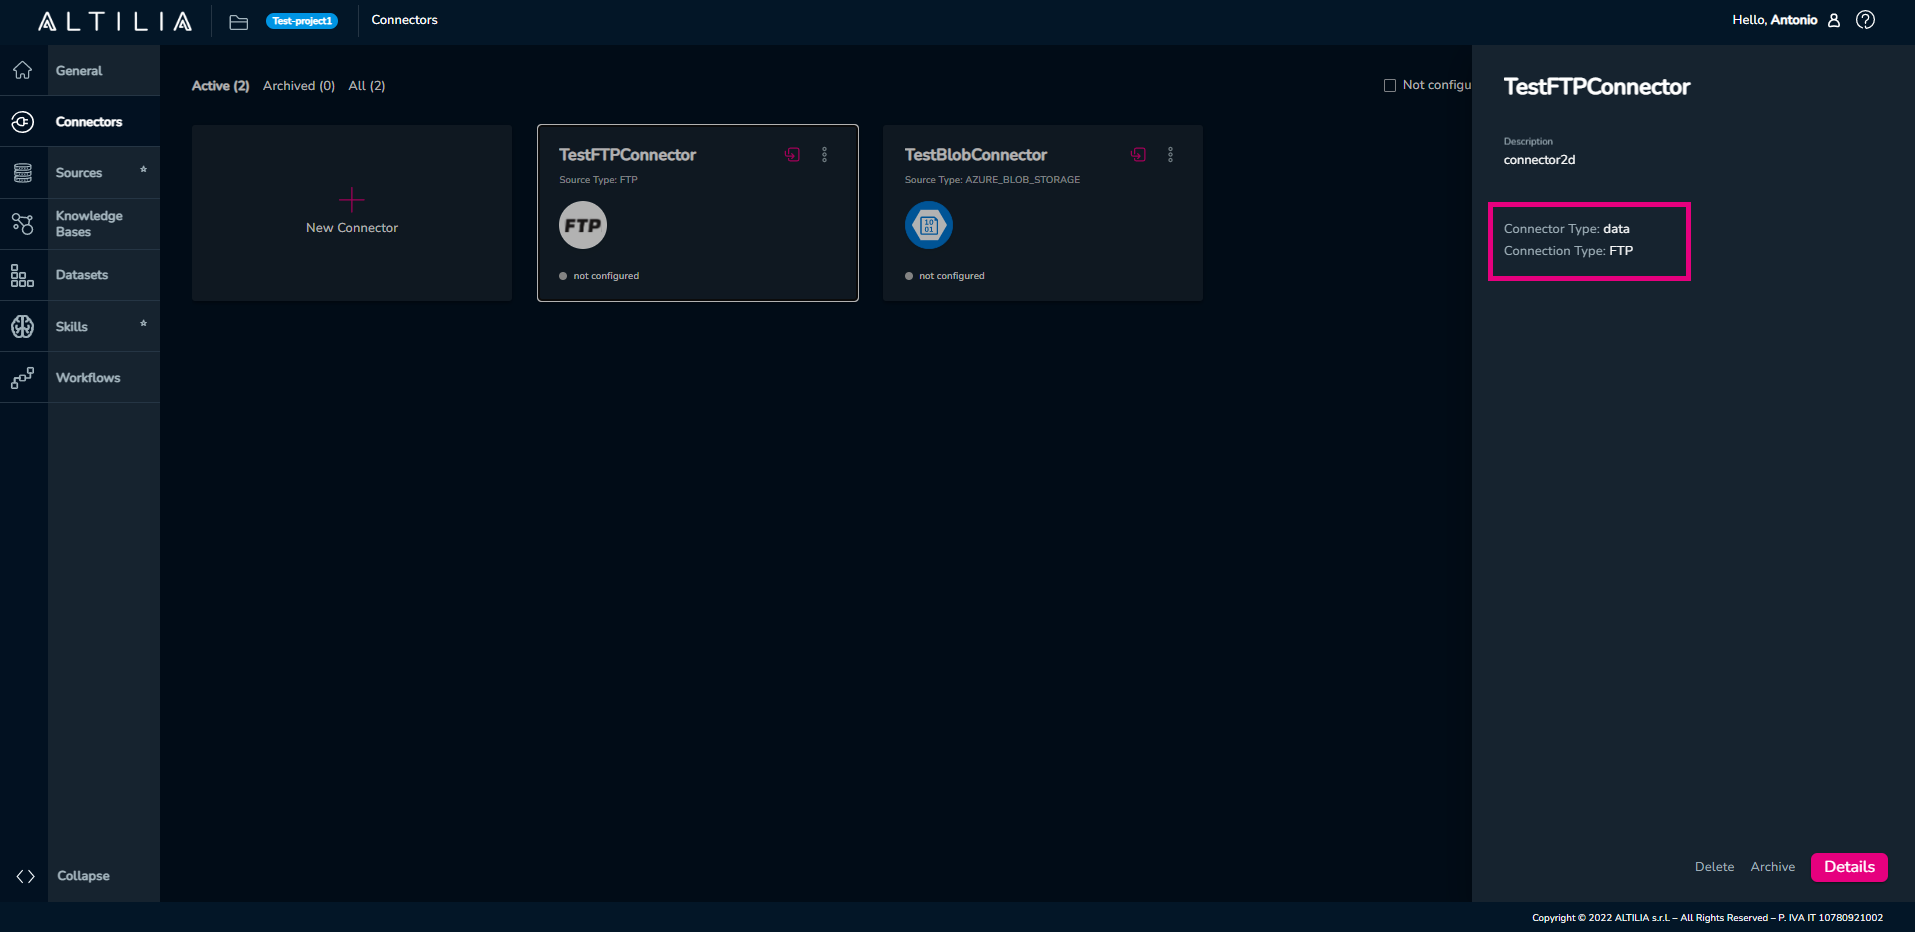 ALTILIA
Test-project1
Connectors
Hello, Antonio
General
Connectors
Sources *
Knowledge
Bases
Datasets
Skills *
Workflows
Collapse
Active (2) Archived (0) All (2)
Not configu
New Connector
TestFTPConnector
Source Type: FTP
FTP
not configured
TestBlobConnector
Source Type: AZURE_BLOB_STORAGE
10
01
not configured
TestFTPConnector
Description
connector2d
Connector Type: data
Connection Type: FTP
Delete Archive Details
Copyright © 2022 ALTILIA s.r.l. – All Rights Reserved – P. IVA IT 10780921002